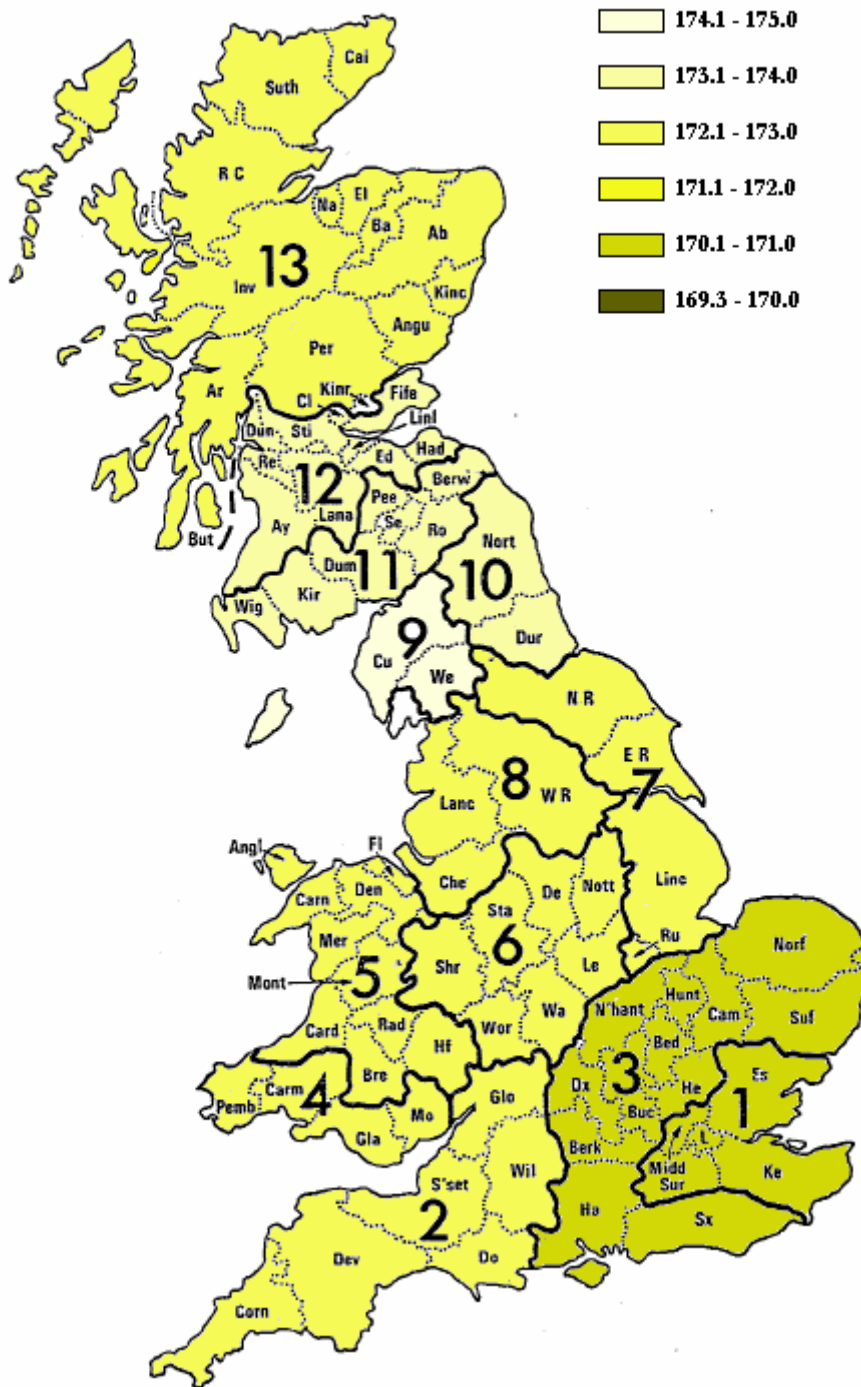 174.1 - 175.0
173.1 - 174.0
172.1 - 173.0
171.1 - 172.0
170.1 - 171.0
169.3 - 170.0
Cai
Suth
R C
Na
El
Ba
Ab
13
Inv
Kinc
Angu
Per
Ar
Cl
Kinr
Fife
Linl
Dun
Sti
Re
Ed
Had
12
Berw
Pee
Se
Ro
Ay
Lana
But
Nort
Dum
11
10
Kir
Wig
9
Dur
Cu
We
N R
E R
8
7
Lanc
W R
Angl
Fl
Che
De
Nott
Linc
Carn
Den
Sta
Mer
6
Ru
Norf
Shr
Le
Mont
5
Hunt
N'hant
Cam
Suf
Wor
Wa
Card
Rad
Hf
Bed
Bre
Ox
3
He
Es
Pemb
Carm
4
Mo
Glo
Buc
1
L
Gla
Berk
Midd
Sur
Ke
Wil
S'set
2
Ha
Sx
Dev
Do
Corn